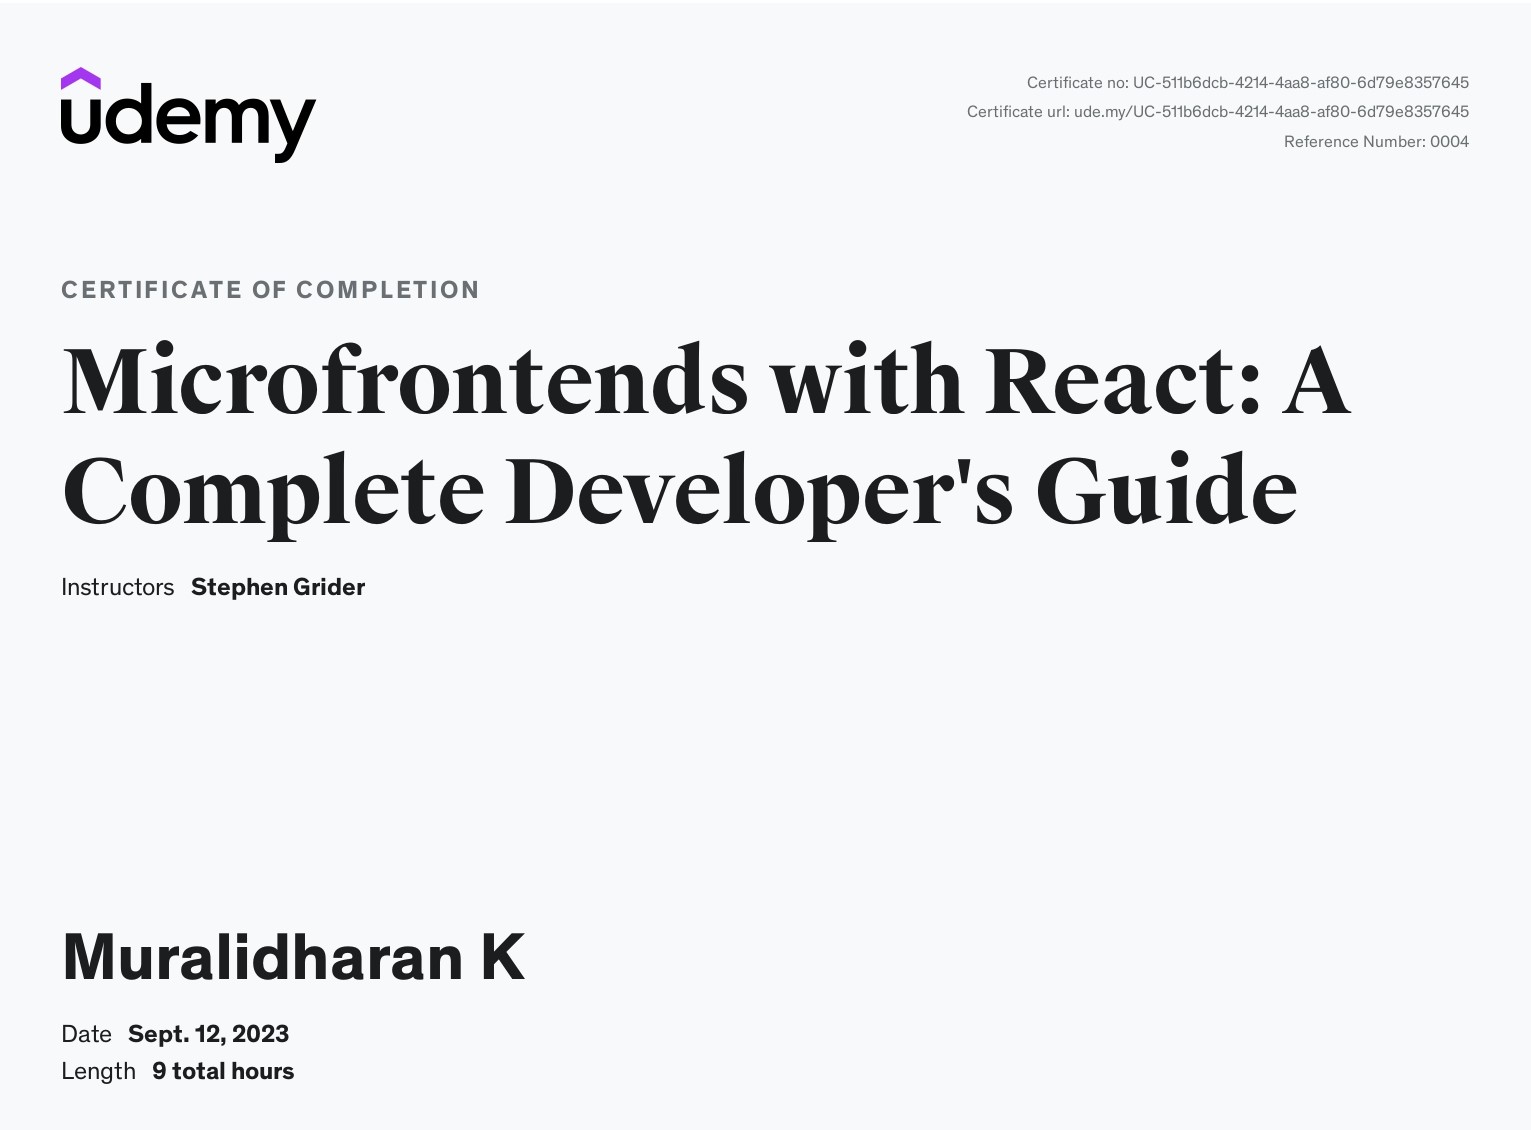 udemy
Certificate no: UC-511b6dcb-4214-4aa8-af80-6d79e8357645
Certificate url: ude.my/UC-511b6dcb-4214-4aa8-af80-6d79e8357645
Reference Number: 0004
CERTIFICATE OF COMPLETION
Microfrontends with React: A
Complete Developer's Guide
Instructors Stephen Grider
Muralidharan K
Date Sept. 12, 2023
Length 9 total hours